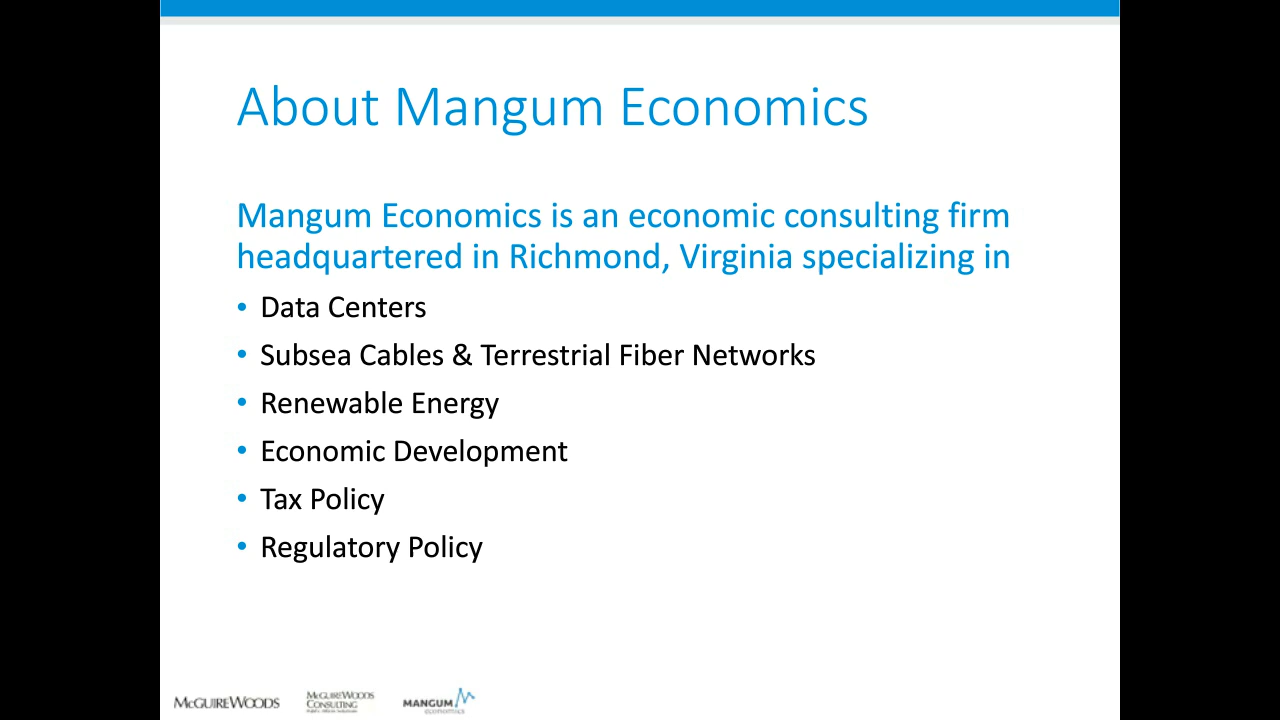 About Mangum Economics
Mangum Economics is an economic consulting firm
headquartered in Richmond, Virginia specializing in
• Data Centers
• Subsea Cables & Terrestrial Fiber Networks
• Renewable Energy
• Economic Development
• Tax Policy
• Regulatory Policy
McGUIREWOODS
McGUIREWOODS
CONSULTING
MANGUM
ECONOMICS